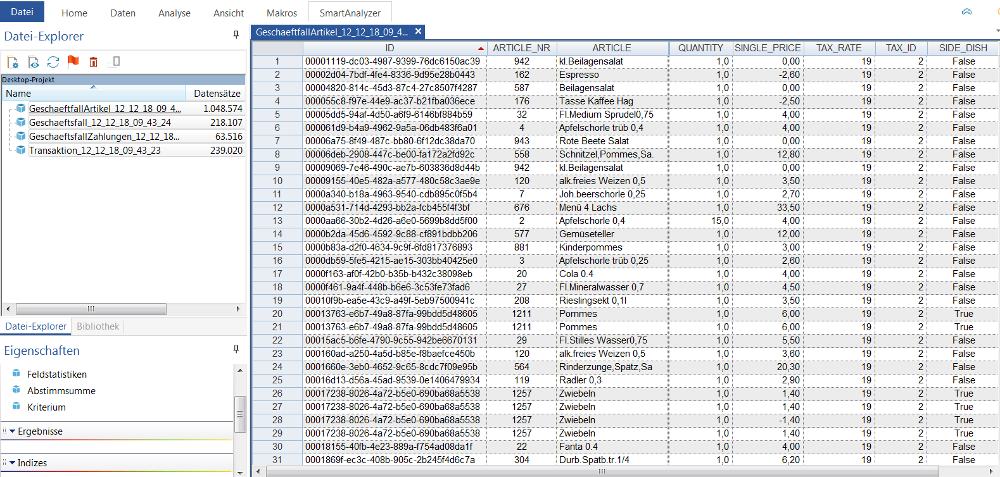 Datei Home Daten Analyse Ansicht Makros SmartAnalyzer
Datei-Explorer
Desktop-Projekt
Name Datensätze
GeschaeftfallArtikel_12_12_18_09_4... 1.048.574
Geschaeftsfall_12_12_18_09_43_24 218.107
GeschaeftsfallZahlungen_12_12_18... 63.516
Transaktion_12_12_18_09_43_23 239.020
Datei-Explorer Bibliothek
Eigenschaften
Feldstatistiken
Abstimmsumme
Kriterium
Ergebnisse
Indizes
GeschaeftfallArtikel_12_12_18_09_4...
ID ARTICLE_NR ARTICLE QUANTITY SINGLE_PRICE TAX_RATE TAX_ID SIDE_DISH
1 00001119-dc03-4987-9399-76dc6150ac39 942 kl.Beilagensalat 1,0 0,00 19 2 False
2 00002d04-7bdf-4fe4-8336-9d95e28b0443 162 Espresso 1,0 -2,60 19 2 False
3 00004820-814c-45d3-87c4-27c8507f4287 587 Beilagensalat 1,0 0,00 19 2 False
4 000055c8-f97e-44e9-ac37-b21fba036ece 176 Tasse Kaffee Hag 1,0 -2,50 19 2 False
5 00005dd5-94af-4d50-a6f9-6146bf884b59 32 Fl.Medium Sprudel0,75 1,0 4,00 19 2 False
6 000061d9-b4a9-4962-9a5a-06db483f6a01 4 Apfelschorle trüb 0,4 1,0 4,00 19 2 False
7 00006a75-8f49-487c-bb80-6f12dc38da70 943 Rote Beete Salat 1,0 0,00 19 2 False
8 00006deb-2908-447c-be00-fa172a2fd92c 558 Schnitzel,Pommes,Sa. 1,0 12,80 19 2 False
9 00009069-7e46-490c-ae7b-603836d8d44b 942 kl.Beilagensalat 1,0 0,00 19 2 False
10 00009155-40e5-482a-a577-480c58c3ae9e 120 alk.freies Weizen 0,5 1,0 3,50 19 2 False
11 0000a340-b18a-4963-9540-cdb895c0f5b4 7 Joh.beerschorle 0,25 1,0 2,70 19 2 False
12 0000a531-714d-4293-bb2a-fcb455f4f3bf 676 Menü 4 Lachs 1,0 33,50 19 2 False
13 0000aa66-30b2-4d26-a6e0-5699b8dd5f00 2 Apfelschorle 0,4 15,0 4,00 19 2 False
14 0000b2da-45d6-4592-9c88-cf891bdbb206 577 Gemüseteller 1,0 12,00 19 2 False
15 0000b83a-d2f0-4634-9c9f-6fd817376893 881 Kinderpommes 1,0 3,00 19 2 False
16 0000db59-5fe5-4215-ae15-303bb40425e0 3 Apfelschorle trüb 0,25 1,0 2,60 19 2 False
17 0000f163-af0f-42b0-b35b-b432c38098eb 20 Cola 0.4 1,0 4,00 19 2 False
18 0000f461-9a4f-448b-b6e6-3c53fe73fad6 27 Fl.Mineralwasser 0,7 1,0 4,50 19 2 False
19 00010f9b-ea5e-43c9-a49f-5eb97500941c 208 Rieslingsekt 0,1l 1,0 3,50 19 2 False
20 00013763-e6b7-49a8-87fa-99bdd5d48605 1211 Pommes 1,0 6,00 19 2 True
21 00013763-e6b7-49a8-87fa-99bdd5d48605 1211 Pommes 1,0 6,00 19 2 True
22 00015ac5-b6fe-4790-9c55-942be6670131 29 Fl.Stilles Wasser0,75 1,0 5,50 19 2 False
23 000160ad-a250-4a5d-b85e-f8baefce450b 120 alk.freies Weizen 0,5 1,0 3,60 19 2 False
24 0001660e-3eb0-4652-9c65-8cdc7f09e95b 564 Rinderzunge,Spätz,Sa 1,0 20,30 19 2 False
25 00016d13-d56a-45ad-9539-0e1406479934 119 Radler 0,3 1,0 2,90 19 2 False
26 00017238-8026-4a72-b5e0-690ba68a5538 1257 Zwiebeln 1,0 1,40 19 2 True
27 00017238-8026-4a72-b5e0-690ba68a5538 1257 Zwiebeln 1,0 1,40 19 2 True
28 00017238-8026-4a72-b5e0-690ba68a5538 1257 Zwiebeln 1,0 -1,40 19 2 True
29 00017238-8026-4a72-b5e0-690ba68a5538 1257 Zwiebeln 1,0 1,40 19 2 True
30 00018155-40fb-4e23-889a-f754ad08da1f 22 Fanta 0.4 1,0 4,00 19 2 False
31 0001869f-ec3c-408b-905c-2b245f4d6c7a 304 Durb.Spätb.tr.1/4 1,0 6,20 19 2 False